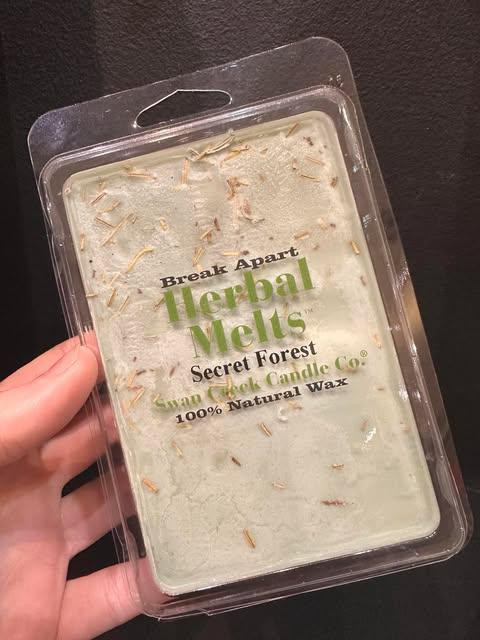 Break Apart
Herbal
Melts™
Secret Forest
Swan Creek Candle Co.®
100% Natural Wax